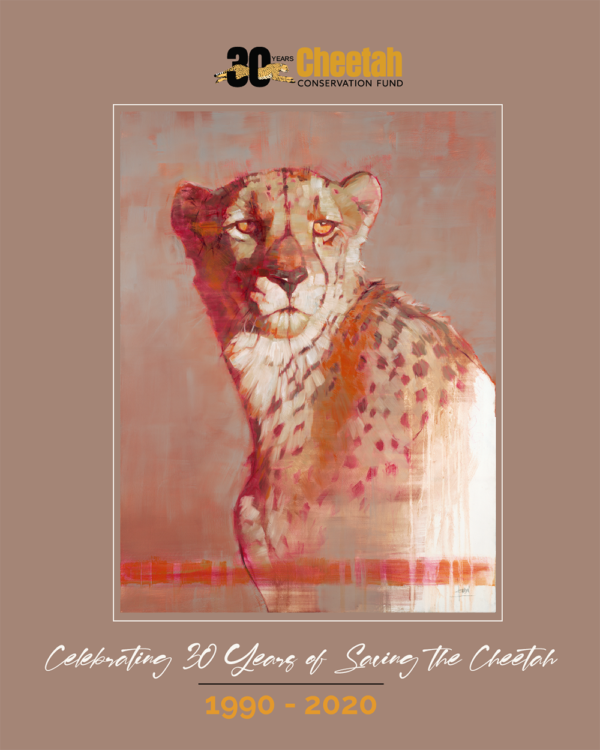 30 YEARS Cheetah
CONSERVATION FUND
Celebrating 30 Years of Saving the Cheetah
1990 - 2020